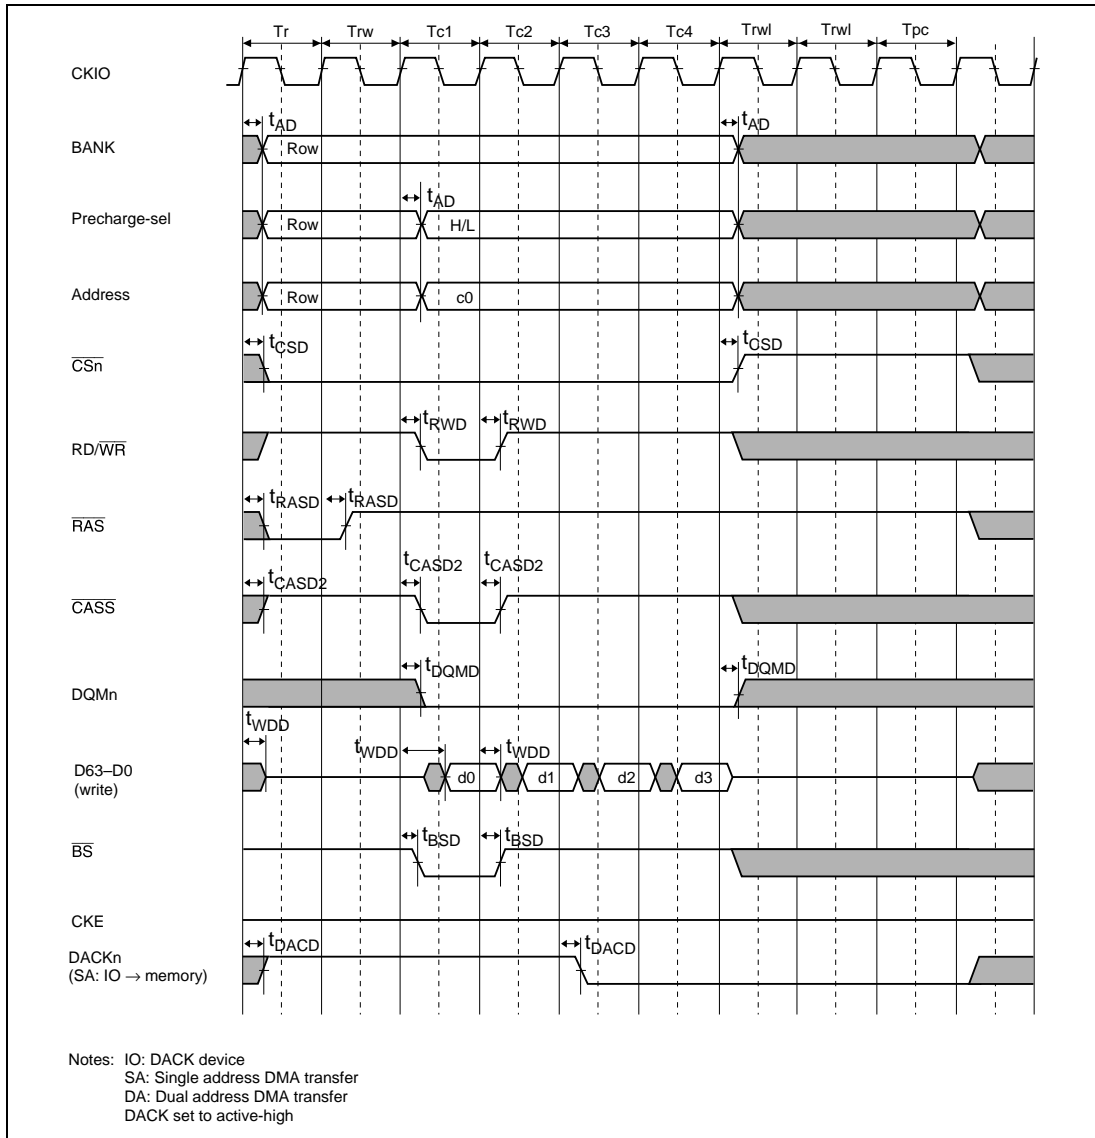 Tr Trw Tc1 Tc2 Tc3 Tc4 Trwl Trwl Tpc
CKIO
tAD tAD
BANK Row
tAD
Precharge-sel Row H/L
Address Row c0
tCSD tCSD
CSn
tRWD tRWD
RD/WR
tRASD tRASD
RAS
tCASD2 tCASD2 tCASD2
CASS
tDQMD tDQMD
DQMn
tWDD tWDD tWDD
D63–D0 d0 d1 d2 d3
(write)
tBSD tBSD
BS
CKE
tDACD tDACD
DACKn
(SA: IO → memory)
Notes: IO: DACK device
SA: Single address DMA transfer
DA: Dual address DMA transfer
DACK set to active-high